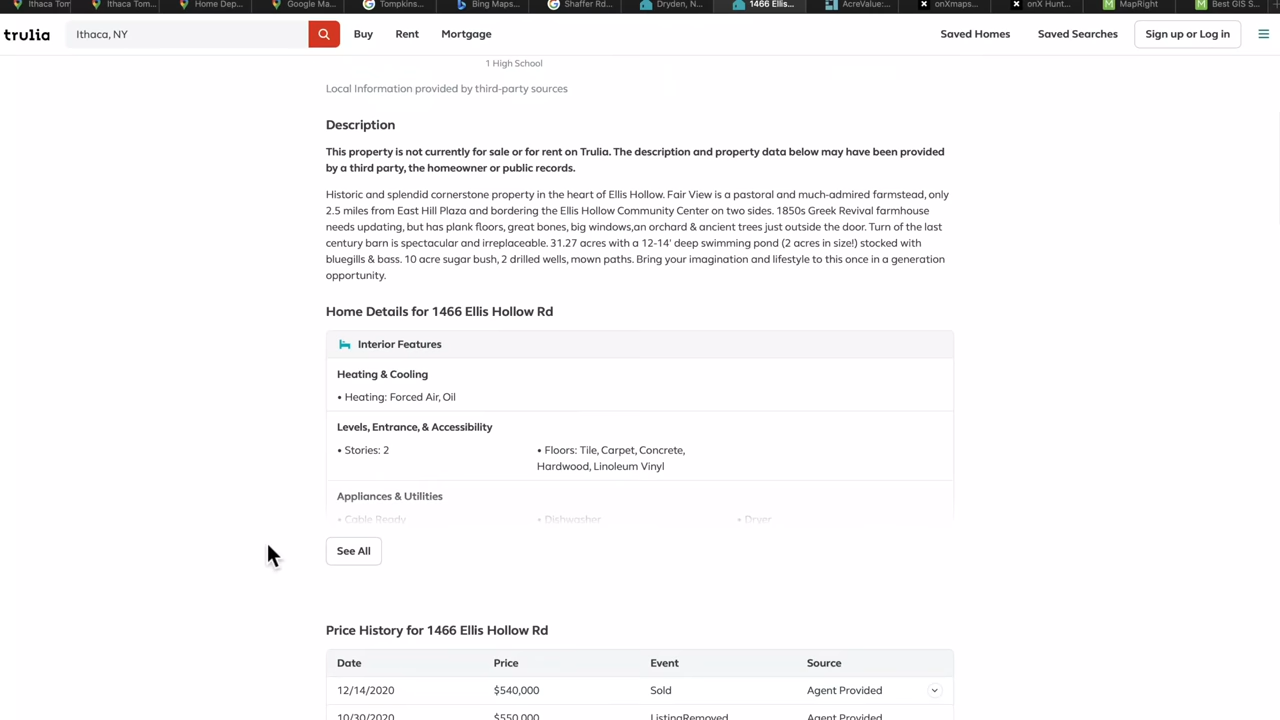 Ithaca Tom
Ithaca Tom...
Home Dep...
Google Ma...
Tompkins...
Bing Maps...
Shaffer Rd...
Dryden, N...
1466 Ellis...
AcreValue:...
onXmaps...
onX Hunt...
MapRight
Best GIS S...
trulia
Ithaca, NY
Buy
Rent
Mortgage
Saved Homes
Saved Searches
Sign up or Log in
1 High School
Local Information provided by third-party sources
Description
This property is not currently for sale or for rent on Trulia. The description and property data below may have been provided
by a third party, the homeowner or public records.
Historic and splendid cornerstone property in the heart of Ellis Hollow. Fair View is a pastoral and much-admired farmstead, only
2.5 miles from East Hill Plaza and bordering the Ellis Hollow Community Center on two sides. 1850s Greek Revival farmhouse
needs updating, but has plank floors, great bones, big windows,an orchard & ancient trees just outside the door. Turn of the last
century barn is spectacular and irreplaceable. 31.27 acres with a 12-14' deep swimming pond (2 acres in size!) stocked with
bluegills & bass. 10 acre sugar bush, 2 drilled wells, mown paths. Bring your imagination and lifestyle to this once in a generation
opportunity.
Home Details for 1466 Ellis Hollow Rd
Interior Features
Heating & Cooling
• Heating: Forced Air, Oil
Levels, Entrance, & Accessibility
• Stories: 2
• Floors: Tile, Carpet, Concrete,
Hardwood, Linoleum Vinyl
Appliances & Utilities
• Cable Ready
• Dishwasher
• Dryer
See All
Price History for 1466 Ellis Hollow Rd
Date
Price
Event
Source
12/14/2020
$540,000
Sold
Agent Provided
10/30/2020
$550,000
ListingRemoved
Agent Provided